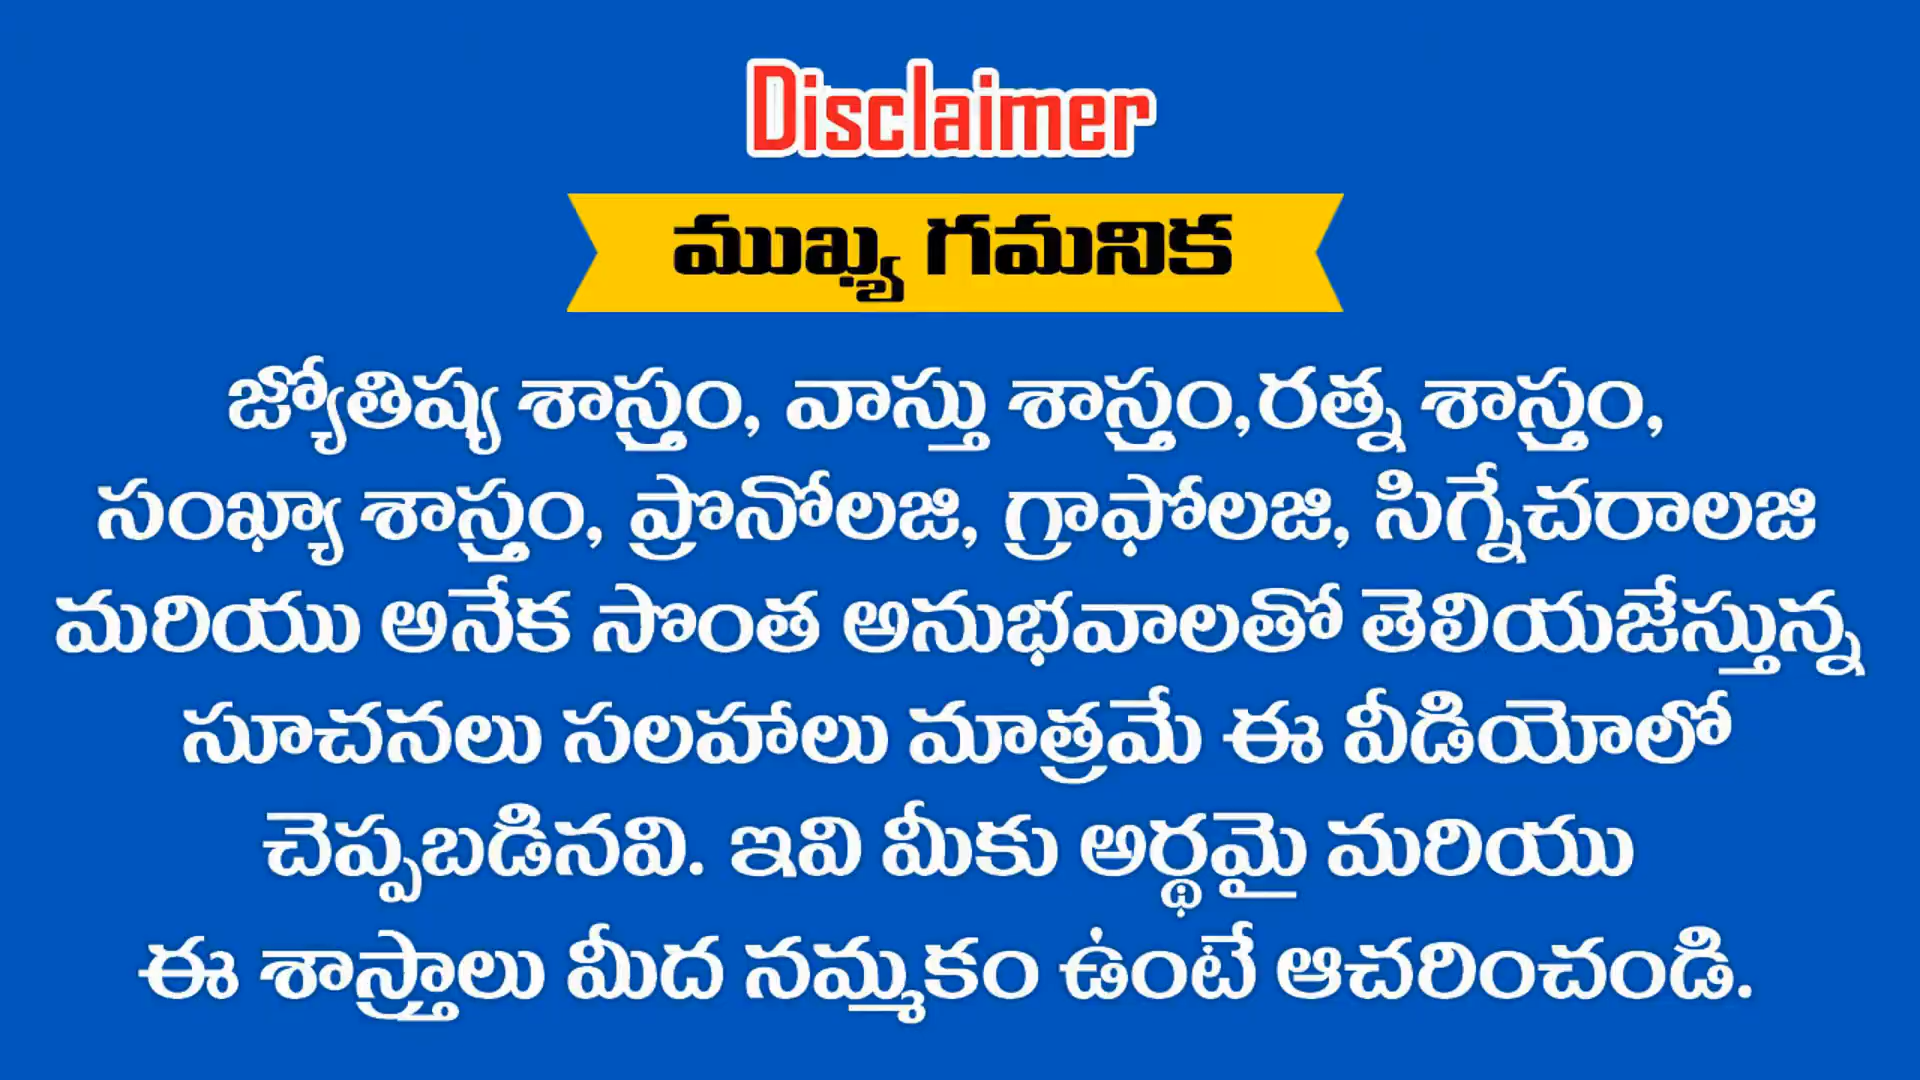 Disclaimer
ముఖ్య గమనిక
జ్యోతిష్య శాస్త్రం, వాస్తు శాస్త్రం,రత్న శాస్త్రం,
సంఖ్యా శాస్త్రం, ప్రొనోలజి, గ్రాఫోలజి, సిగ్నేచరాలజి
మరియు అనేక సొంత అనుభవాలతో తెలియజేస్తున్న
సూచనలు సలహాలు మాత్రమే ఈ వీడియోలో
చెప్పబడినవి. ఇవి మీకు అర్థమై మరియు
ఈ శాస్త్రాలు మీద నమ్మకం ఉంటే ఆచరించండి.